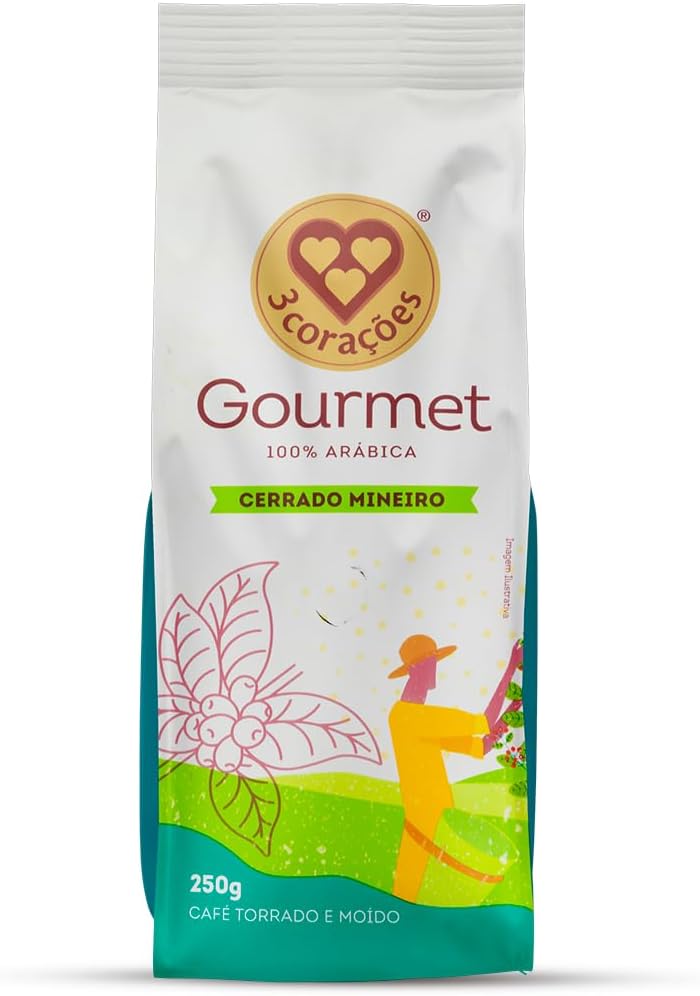 ®
3 corações
Gourmet
100% ARÁBICA
CERRADO MINEIRO
Imagem Ilustrativa
250g
CAFÉ TORRADO E MOÍDO